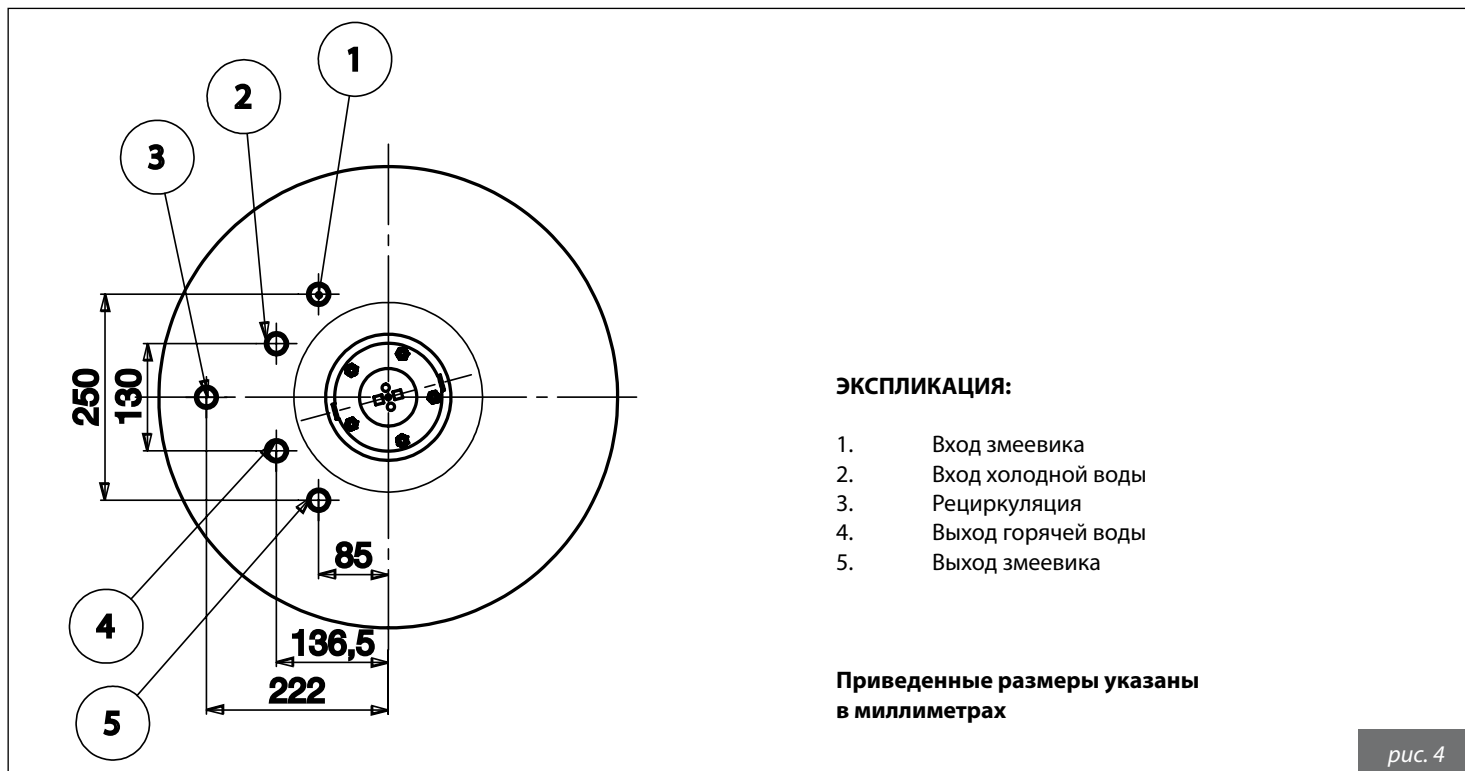 1
2
3
250
130
85
4
136,5
222
5
ЭКСПЛИКАЦИЯ:
1. Вход змеевика
2. Вход холодной воды
3. Рециркуляция
4. Выход горячей воды
5. Выход змеевика
Приведенные размеры указаны
в миллиметрах
рис. 4